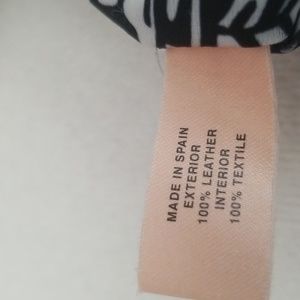 MADE IN SPAIN
EXTERIOR
100% LEATHER
INTERIOR
100% TEXTILE